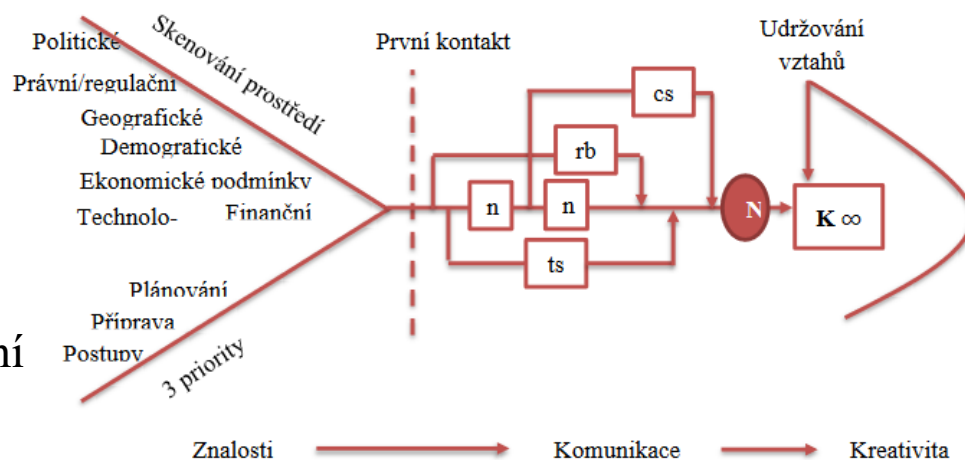 Politické
Právní/regulační
Geografické
Demografické
Ekonomické podmínky
Technolo-
Finanční
Skenování prostředí
Plánování
Příprava
Postupy
3 priority
ní
První kontakt
cs
rb
n
n
ts
N
K ∞
Udržování
vztahů
Znalosti
Komunikace
Kreativita